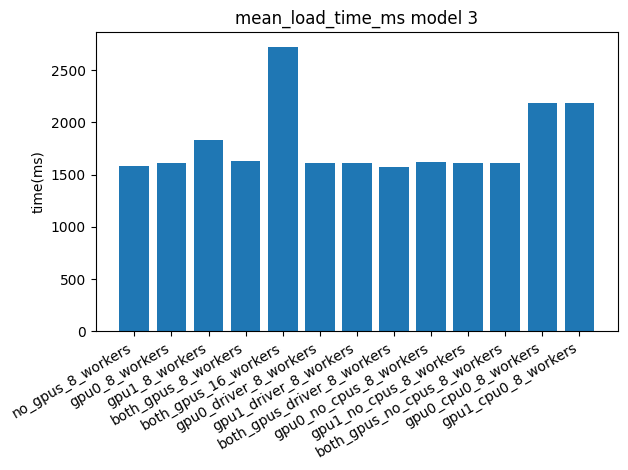 mean_load_time_ms model 3
time(ms)
2500
2000
1500
1000
500
0
no_gpus_8_workers
gpu0_8_workers
gpu1_8_workers
both_gpus_8_workers
both_gpus_16_workers
gpu0_driver_8_workers
gpu1_driver_8_workers
both_gpus_driver_8_workers
gpu0_no_cpus_8_workers
gpu1_no_cpus_8_workers
both_gpus_no_cpus_8_workers
gpu0_cpu0_8_workers
gpu1_cpu0_8_workers